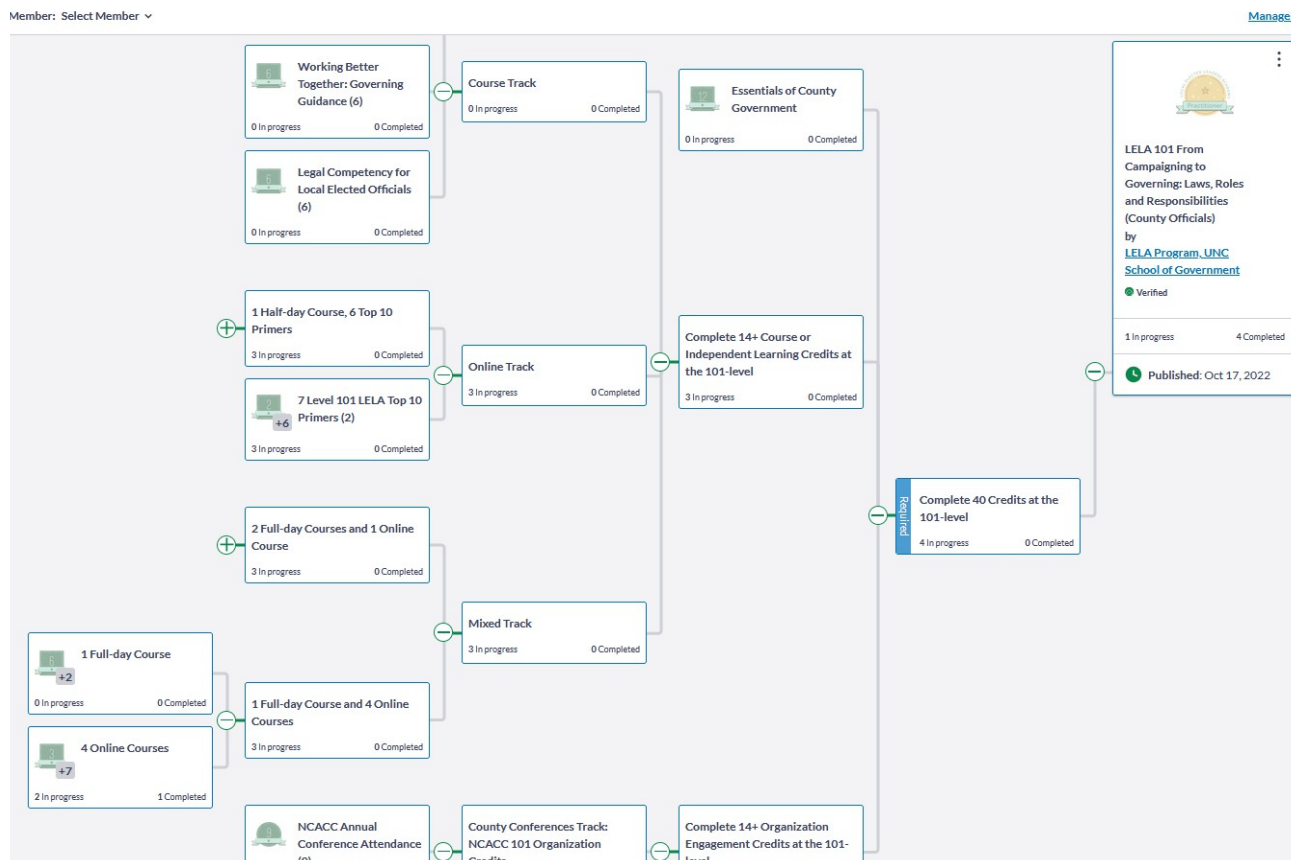 Member: Select Member
Manage
Working Better
Together: Governing
Guidance (6)
0 In progress 0 Completed
Legal Competency for
Local Elected Officials
(6)
0 In progress 0 Completed
Course Track
0 In progress 0 Completed
12
Essentials of County
Government
0 In progress 0 Completed
Practitioner
LELA 101 From
Campaigning to
Governing: Laws, Roles
and Responsibilities
(County Officials)
by
LELA Program, UNC
School of Government
Verified
1 In progress 4 Completed
Published: Oct 17, 2022
1 Half-day Course, 6 Top 10
Primers
3 In progress 0 Completed
2
+6
7 Level 101 LELA Top 10
Primers (2)
3 In progress 0 Completed
Online Track
3 In progress 0 Completed
Complete 14+ Course or
Independent Learning Credits at
the 101-level
3 In progress 0 Completed
Required
Complete 40 Credits at the
101-level
4 In progress 0 Completed
2 Full-day Courses and 1 Online
Course
3 In progress 0 Completed
Mixed Track
3 In progress 0 Completed
6
+2
1 Full-day Course
0 In progress 0 Completed
3
+7
4 Online Courses
2 In progress 1 Completed
1 Full-day Course and 4 Online
Courses
3 In progress 0 Completed
NCACC Annual
Conference Attendance
County Conferences Track:
NCACC 101 Organization
Credits
Complete 14+ Organization
Engagement Credits at the 101-
level